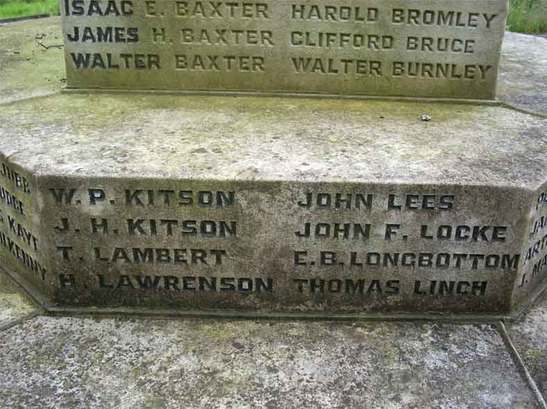 ISAAC E. BAXTER HAROLD BROMLEY
JAMES H. BAXTER CLIFFORD BRUCE
WALTER BAXTER WALTER BURNLEY
W. P. KITSON JOHN LEES
J. H. KITSON JOHN F. LOCKE
T. LAMBERT E. B. LONGBOTTOM
H. LAWRENSON THOMAS LINCH